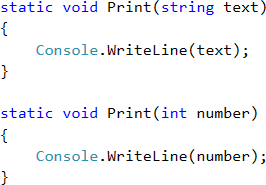 static void Print(string text)
{
    Console.WriteLine(text);
}

static void Print(int number)
{
    Console.WriteLine(number);
}